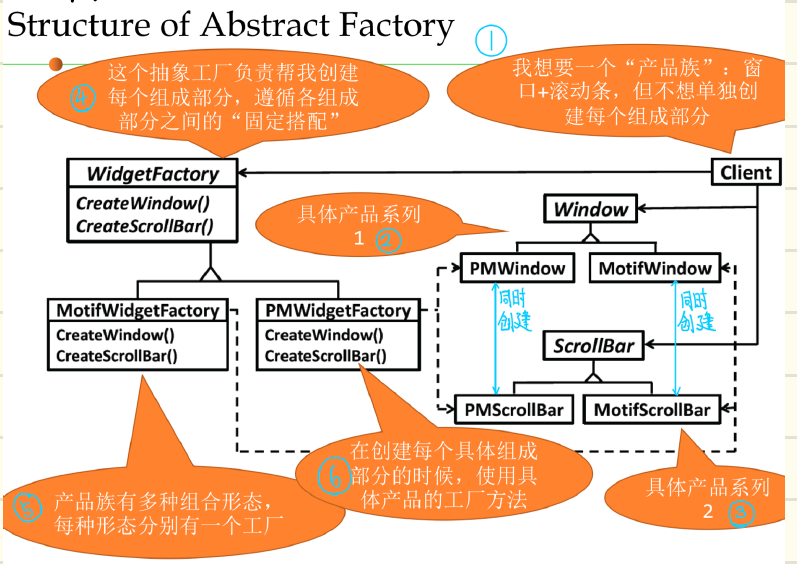 Structure of Abstract Factory
①
这个抽象工厂负责帮我创建
每个组成部分，遵循各组成
部分之间的“固定搭配”
我想要一个“产品族”：窗
口+滚动条，但不想单独创
建每个组成部分
WidgetFactory
CreateWindow()
CreateScrollBar()
Client
具体产品系列
1 ②
Window
PMWindow
MotifWindow
同时
创建
同时
创建
MotifWidgetFactory
CreateWindow()
CreateScrollBar()
PMWidgetFactory
CreateWindow()
CreateScrollBar()
ScrollBar
PMScrollBar
MotifScrollBar
⑥
在创建每个具体组成
部分的时候，使用具
体产品的工厂方法
⑤
产品族有多种组合形态，
每种形态分别有一个工厂
具体产品系列
2